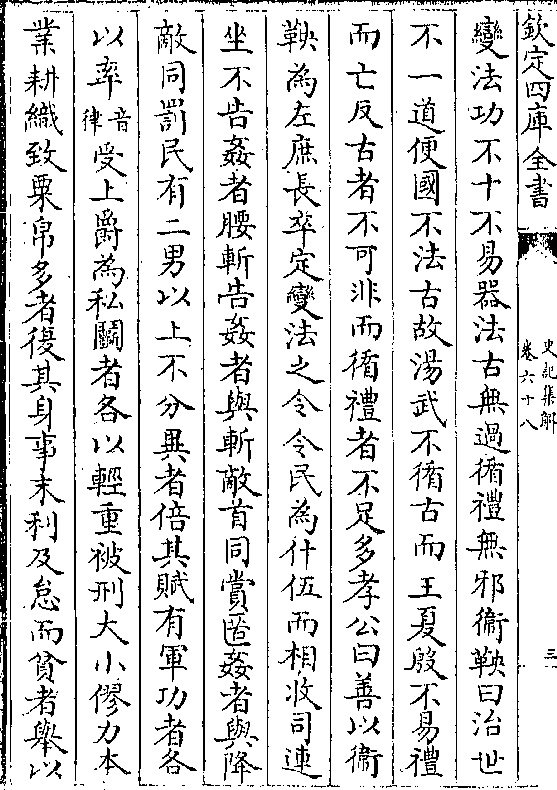 欽定四庫全書
史記集解
卷六十八
三
變法功不十不易器法古無過循禮無邪衞鞅曰治世
不一道便國不法古故湯武不循古而王夏殷不易禮
而亡反古者不可非而循禮者不足多孝公曰善以衞
鞅為左庶長卒定變法之令令民為什伍而相收司連
坐不告姦者腰斬告姦者與斬敵首同賞匿姦者與降
敵同罰民有二男以上不分異者倍其賦有軍功者各
以率音律受上爵為私鬭者各以輕重被刑大小僇力本
業耕織致粟帛多者復其身事末利及怠而貧者舉以